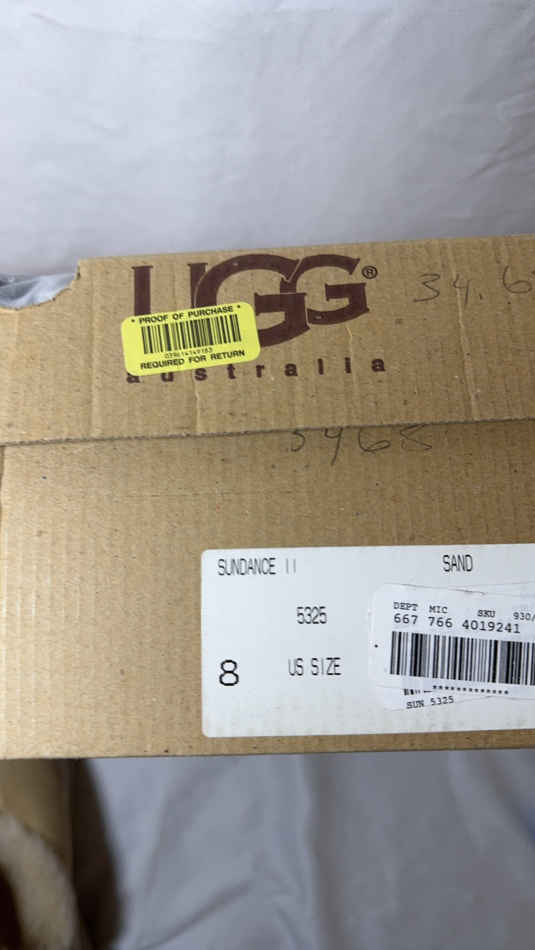 UGG®
34.6
• PROOF OF PURCHASE •
REQUIRED FOR RETURN
australia
5468
SUNDANCE II SAND
5325
8 US SIZE
DEPT MIC SKU 930/
667 766 4019241
SUN 5325